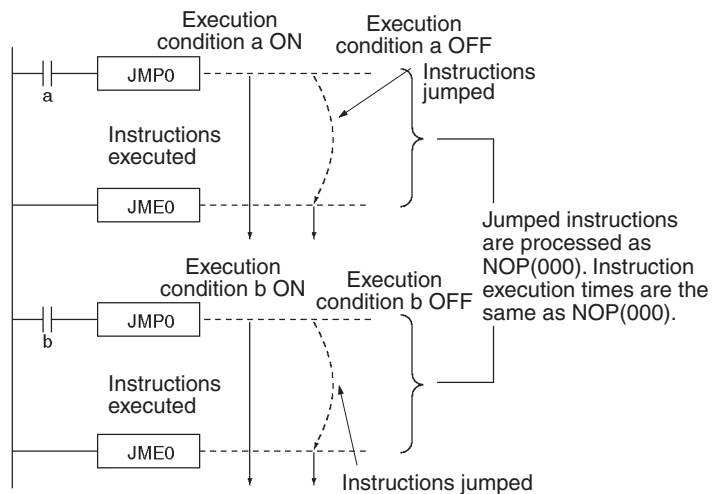 Execution
condition a ON
Execution
condition a OFF
JMP0
a
Instructions
jumped
Instructions
executed
JME0
Jumped instructions
are processed as
NOP(000). Instruction
execution times are the
same as NOP(000).
Execution
condition b ON
Execution
condition b OFF
JMP0
b
Instructions
executed
JME0
Instructions jumped